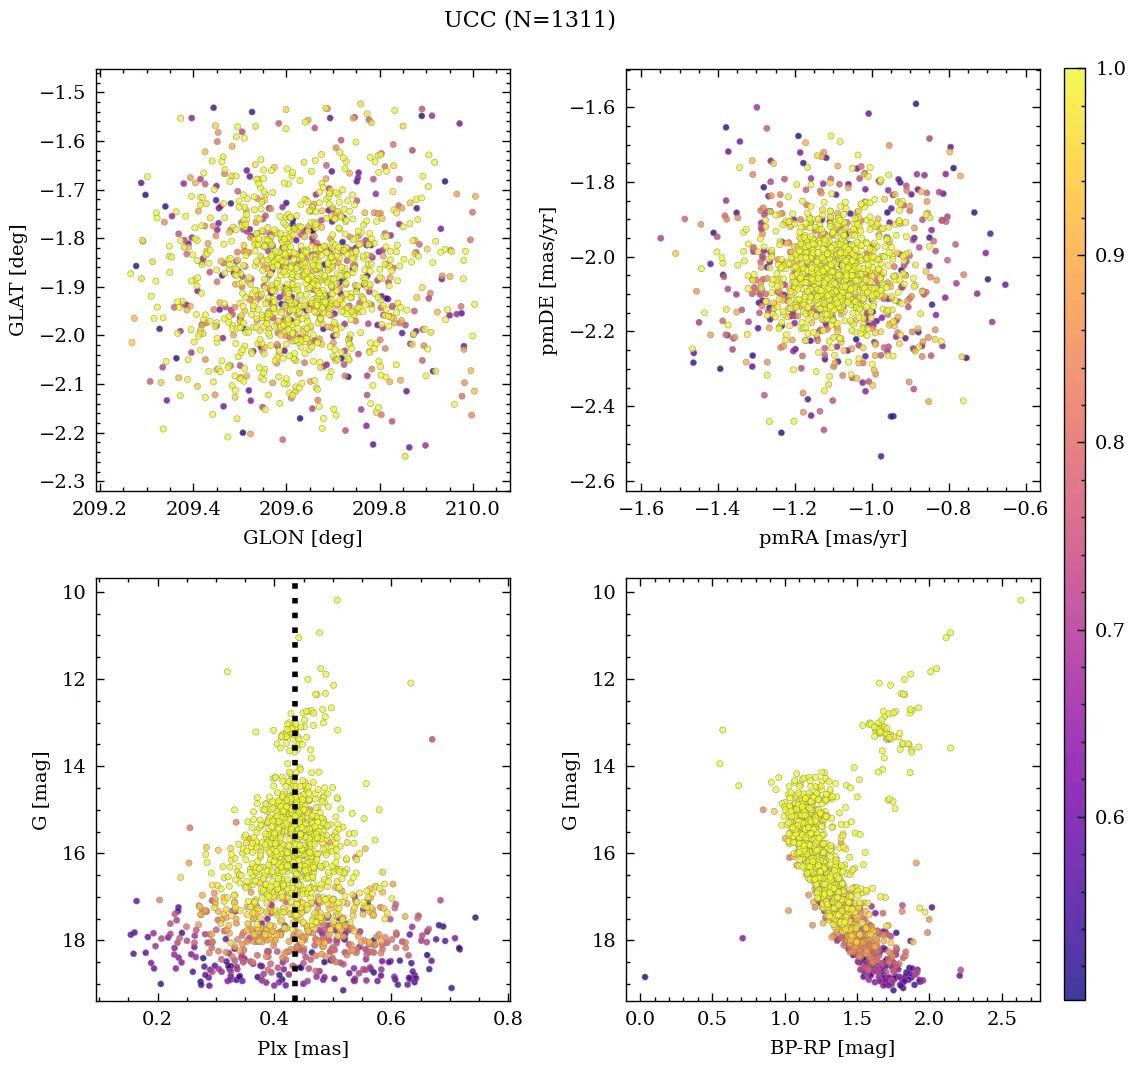 UCC (N=1311)
−1.5
−1.6
−1.7
−1.8
−1.9
−2.0
−2.1
−2.2
−2.3
GLAT [deg]
209.2 209.4 209.6 209.8 210.0
GLON [deg]
−1.6
−1.8
−2.0
−2.2
−2.4
−2.6
pmDE [mas/yr]
−1.6 −1.4 −1.2 −1.0 −0.8 −0.6
pmRA [mas/yr]
10
12
14
16
18
G [mag]
0.2 0.4 0.6 0.8
Plx [mas]
10
12
14
16
18
G [mag]
0.0 0.5 1.0 1.5 2.0 2.5
BP-RP [mag]
1.0
0.9
0.8
0.7
0.6